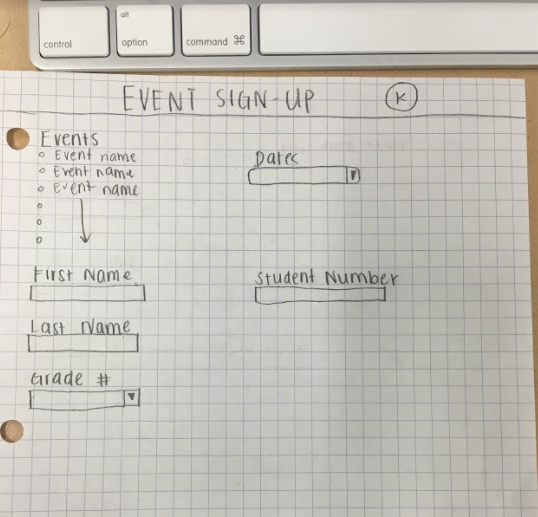 control
alt
option
command ⌘
EVENT SIGN-UP
K
Events
Event name
Event name
Event name
Dates
First Name
Student Number
Last Name
Grade #